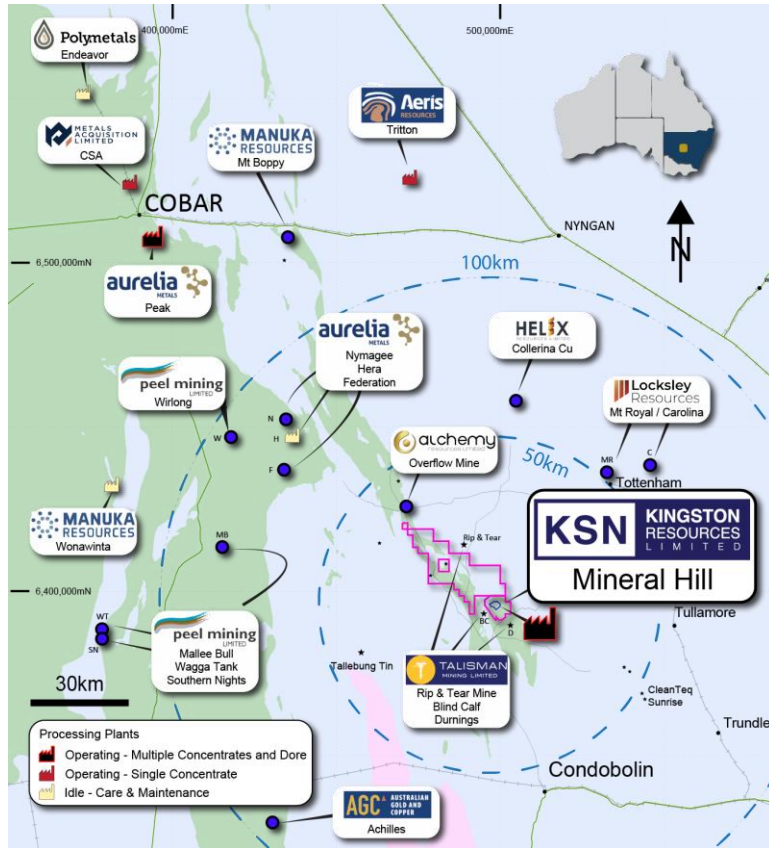 400,000mE
500,000mE
Polymetals
Endeavor
METALS
ACQUISITION
LIMITED
CSA
MANUKA
RESOURCES
Mt Boppy
Aeris
RESOURCES
Tritton
COBAR
NYNGAN
N
6,500,000mN
100km
aurelia
METALS
Peak
aurelia
METALS
Nymagee
Hera
Federation
HELIX
RESOURCES LIMITED
Collerina Cu
peel mining
LIMITED
Wirlong
Locksley
Resources
Mt Royal / Carolina
N
W
H
F
alchemy
resources limited
Overflow Mine
50km
MR
C
Tottenham
MANUKA
RESOURCES
Wonawinta
KSN
KINGSTON
RESOURCES
LIMITED
Mineral Hill
Rip & Tear
MB
6,400,000mN
WT
SN
BC
D
Tullamore
peel mining
LIMITED
Mallee Bull
Wagga Tank
Southern Nights
Tallebung Tin
TALISMAN
MINING LIMITED
Rip & Tear Mine
Blind Calf
Durnings
CleanTeq
Sunrise
Trundle
30km
Processing Plants
Operating - Multiple Concentrates and Dore
Operating - Single Concentrate
Idle - Care & Maintenance
Condobolin
AGC
AUSTRALIAN
GOLD AND
COPPER
Achilles